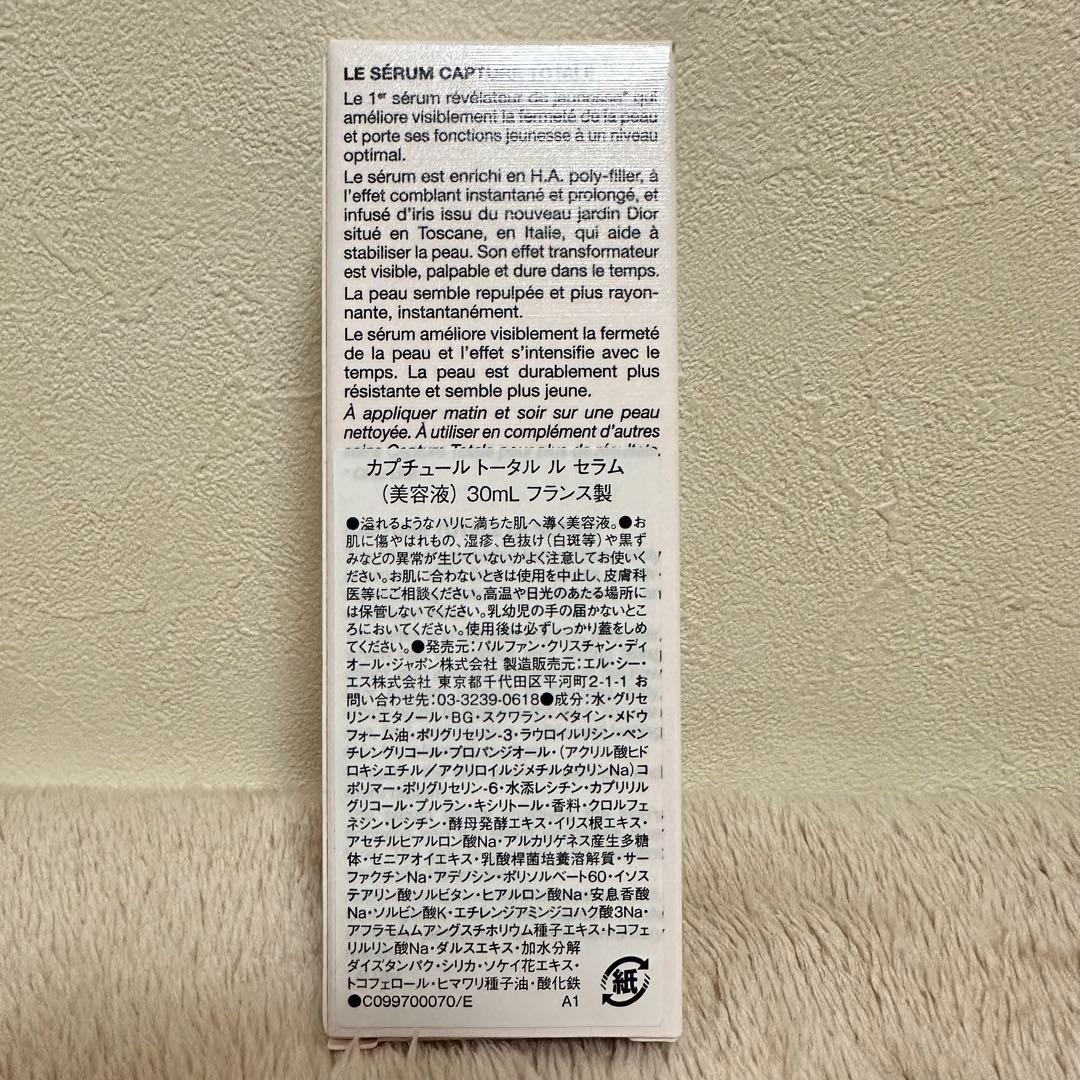 LE SÉRUM CAPTURE TOTALE
Le 1er sérum révélateur de jeunesse* qui
améliore visiblement la fermeté de la peau
et porte ses fonctions jeunesse à un niveau
optimal.
Le sérum est enrichi en H.A. poly-filler, à
l'effet comblant instantané et prolongé, et
infusé d'iris issu du nouveau jardin Dior
situé en Toscane, en Italie, qui aide à
stabiliser la peau. Son effet transformateur
est visible, palpable et dure dans le temps.
La peau semble repulpée et plus rayon-
nante, instantanément.
Le sérum améliore visiblement la fermeté
de la peau et l'effet s'intensifie avec le
temps. La peau est durablement plus
résistante et semble plus jeune.
À appliquer matin et soir sur une peau
nettoyée. À utiliser en complément d'autres
soins Capture Totale pour plus de résultats.
カプチュール トータル ル セラム
（美容液）30mL フランス製
●溢れるようなハリに満ちた肌へ導く美容液。●お
肌に傷やはれもの、湿疹、色抜け（白斑等）や黒ず
みなどの異常が生じていないかよく注意してお使いく
ださい。お肌に合わないときは使用を中止し、皮膚科
医等にご相談ください。高温や日光のあたる場所に
は保管しないでください。乳幼児の手の届かないとこ
ろにおいてください。使用後は必ずしっかり蓋をしめ
てください。●発売元：パルファン・クリスチャン・ディ
オール・ジャポン株式会社 製造販売元：エル・シー・
エス株式会社 東京都千代田区平河町2-1-1 お
問い合わせ先：03-3239-0618●成分：水・グリセ
リン・エタノール・BG・スクワラン・ベタイン・メドウ
フォーム油・ポリグリセリン-3・ラウロイルリシン・ペン
チレングリコール・プロパンジオール・（アクリル酸ヒド
ロキシエチル／アクリロイルジメチルタウリンNa）コ
ポリマー・ポリグリセリン-6・水添レシチン・カプリリル
グリコール・プルラン・キシリトール・香料・クロルフェ
ネシン・レシチン・酵母発酵エキス・イリス根エキス・
アセチルヒアルロン酸Na・アルカリゲネス産生多糖
体・ゼニアオイエキス・乳酸桿菌培養溶解質・サー
ファクチンNa・アデノシン・ポリソルベート60・イソス
テアリン酸ソルビタン・ヒアルロン酸Na・安息香酸
Na・ソルビン酸K・エチレンジアミンジコハク酸3Na・
アフラモムムアングスチホリウム種子エキス・トコフェ
リルリン酸Na・ダルスエキス・加水分解
ダイズタンパク・シリカ・ソケイ花エキス・
トコフェロール・ヒマワリ種子油・酸化鉄
●C099700070/E A1
紙